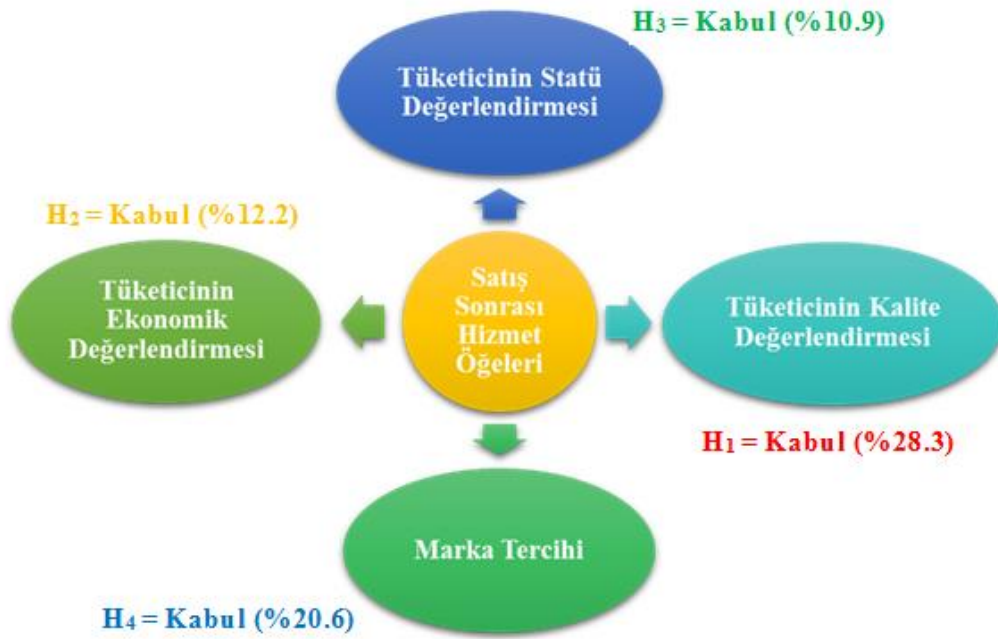 H₃ = Kabul (%10.9)
Tüketicinin Statü
Değerlendirmesi
H₂ = Kabul (%12.2)
Tüketicinin
Ekonomik
Değerlendirmesi
Satış
Sonrası
Hizmet
Öğeleri
Tüketicinin Kalite
Değerlendirmesi
H₁ = Kabul (%28.3)
Marka Tercihi
H₄ = Kabul (%20.6)